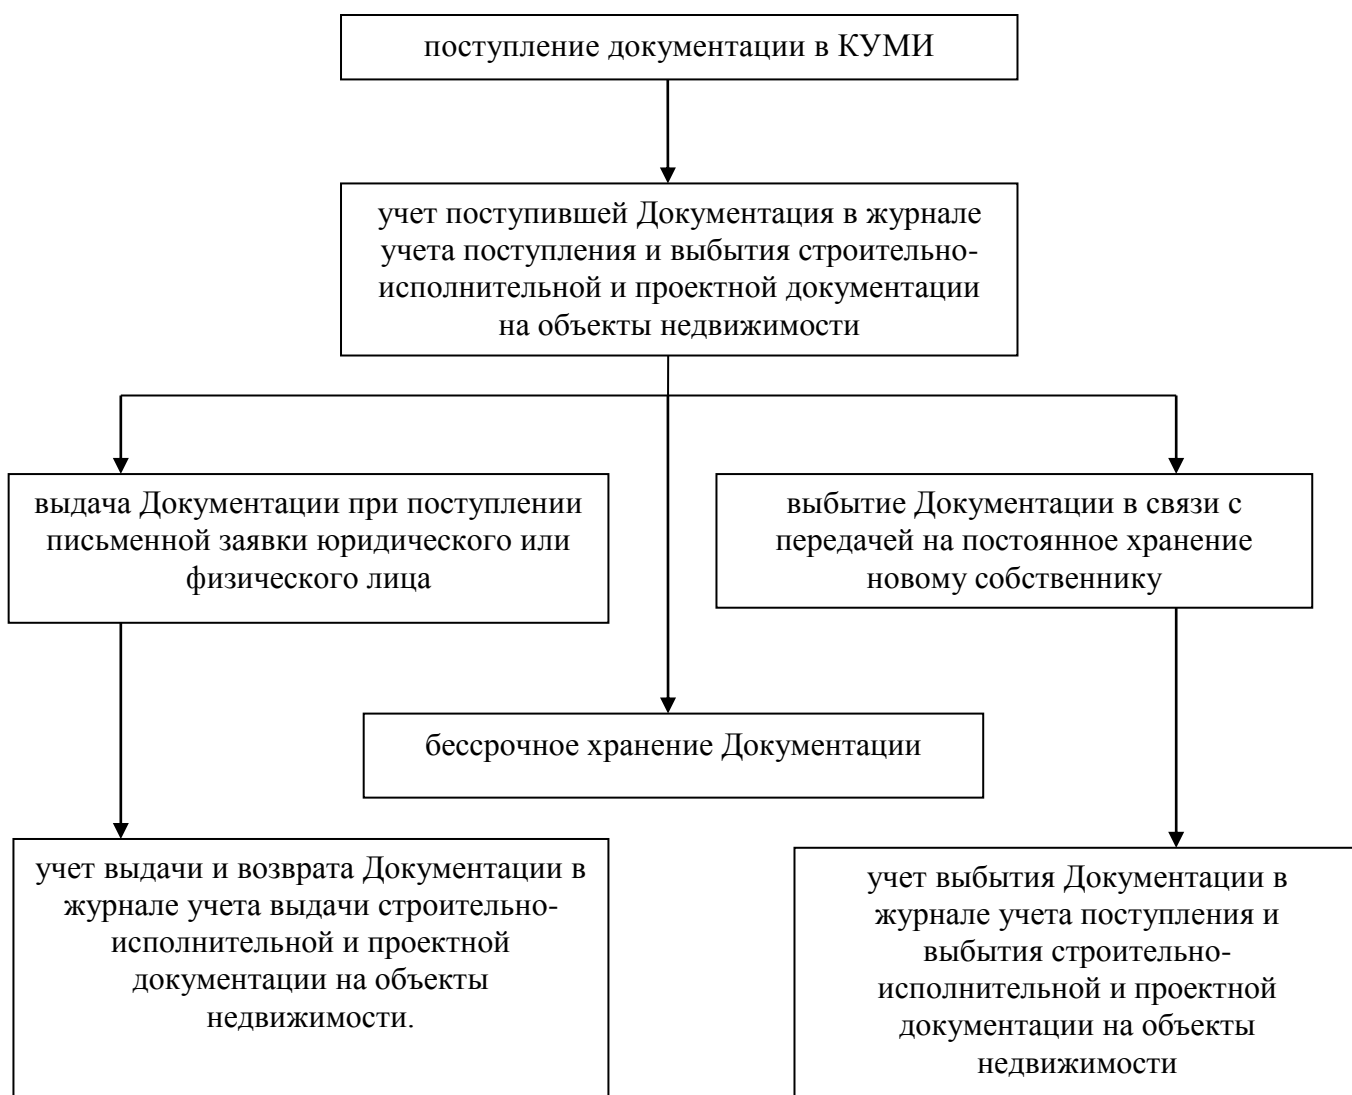 поступление документации в КУМИ
учет поступившей Документация в журнале
учета поступления и выбытия строительно-
исполнительной и проектной документации
на объекты недвижимости
выдача Документации при поступлении
письменной заявки юридического или
физического лица
выбытие Документации в связи с
передачей на постоянное хранение
новому собственнику
бессрочное хранение Документации
учет выдачи и возврата Документации в
журнале учета выдачи строительно-
исполнительной и проектной
документации на объекты
недвижимости.
учет выбытия Документации в
журнале учета поступления и
выбытия строительно-
исполнительной и проектной
документации на объекты
недвижимости